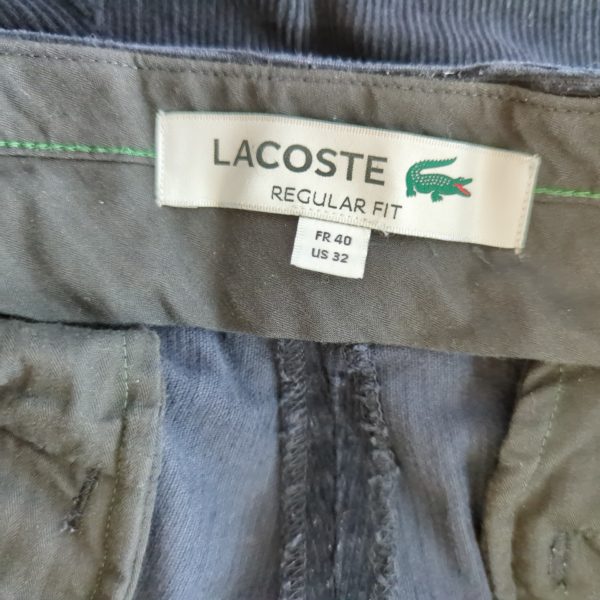 LACOSTE
REGULAR FIT
FR 40
US 32